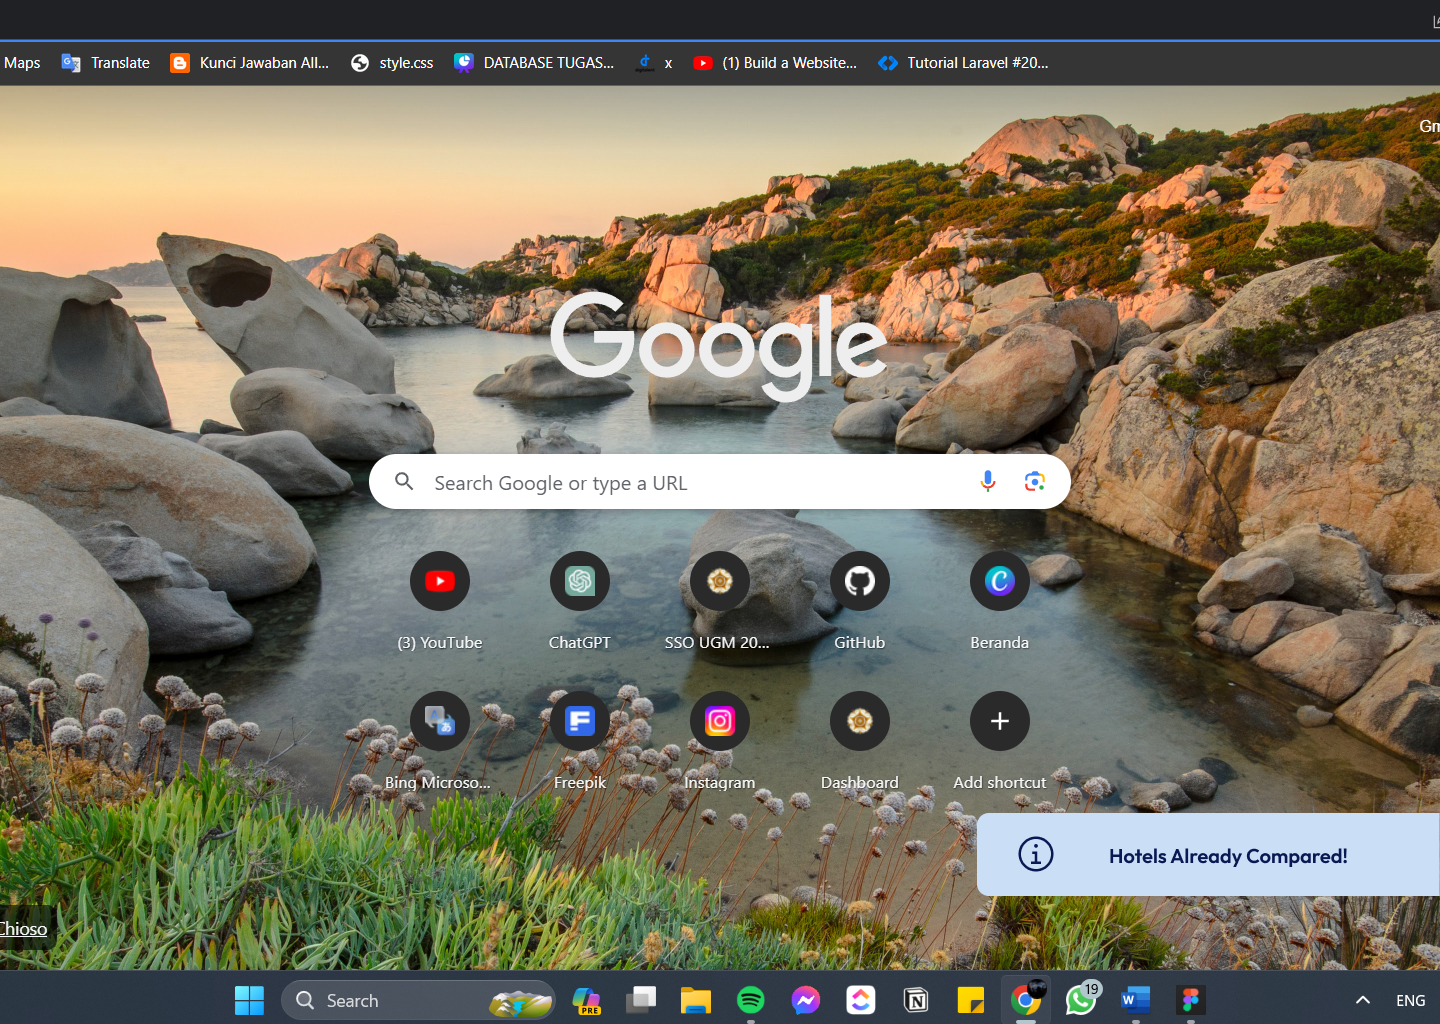 Maps Translate Kunci Jawaban All... style.css DATABASE TUGAS... x (1) Build a Website... Tutorial Laravel #20...
Google
Search Google or type a URL
(3) YouTube ChatGPT SSO UGM 20... GitHub Beranda
Bing Microso... Freepik Instagram Dashboard Add shortcut
Hotels Already Compared!
Chioso
Search PRE 19 ENG